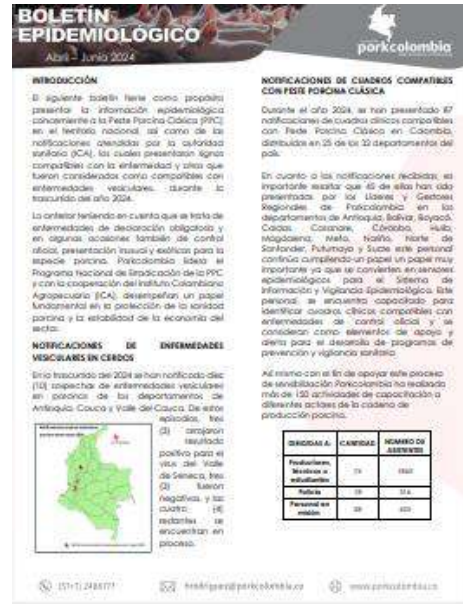 BOLETÍN
EPIDEMIOLÓGICO
Abril - Junio 2024
porkcolombia
INTRODUCCIÓN
El siguiente boletín tiene como propósito
presentar la información epidemiológica
concerniente a la Peste Porcina Clásica (PPC)
en el territorio nacional, así como de las
notificaciones atendidas por la autoridad
sanitaria (ICA), los cuales presentaron signos
compatibles con la enfermedad y otros que
fueron considerados como compatibles con
enfermedades vesiculares, durante lo
trascurrido del año 2024.
Lo anterior teniendo en cuenta que se trata de
enfermedades de declaración obligatoria y
en algunas ocasiones también de control
oficial, presentación inusual y exóticas para la
especie porcina. Porkcolombia lidera el
Programa Nacional de Erradicación de la PPC
y con la cooperación del Instituto Colombiano
Agropecuario (ICA), desempeñan un papel
fundamental en la protección de la sanidad
porcina y la estabilidad de la economía del
sector.
NOTIFICACIONES DE ENFERMEDADES
VESICULARES EN CERDOS
En lo trascurrido del 2024 se han notificado diez
(10) sospechas de enfermedades vesiculares
en porcinos de los departamentos de
Antioquia, Cauca y Valle del Cauca. De estos
episodios, tres
(3) arrojaron
resultado
positivo para el
virus del Valle
de Seneca, tres
(3) fueron
negativas, y las
cuatro (4)
restantes se
encuentran en
proceso.
NOTIFICACIONES DE CUADROS COMPATIBLES
CON PESTE PORCINA CLÁSICA
Durante el año 2024, se han presentado 87
notificaciones de cuadros clínicos compatibles
con Peste Porcina Clásica en Colombia,
distribuidos en 25 de los 32 departamentos del
país.
En cuanto a las notificaciones recibidas, es
importante resaltar que 45 de ellas han sido
presentadas por los Líderes y Gestores
Regionales de Porkcolombia en los
departamentos de Antioquia, Bolívar, Boyacá,
Caldas, Casanare, Córdoba, Huila,
Magdalena, Meta, Nariño, Norte de
Santander, Putumayo y Sucre este personal
continúa cumpliendo un papel un papel muy
importante ya que se convierten en sensores
epidemiológicos para el Sistema de
Información y Vigilancia Epidemiológica. Este
personal, se encuentra capacitado para
identificar cuadros clínicos compatibles con
enfermedades de control oficial y se
consideran como elementos de apoyo y
alerta para el desarrollo de programas de
prevención y vigilancia sanitaria.
Así mismo con el fin de apoyar este proceso
de sensibilización Porkcolombia ha realizado
más de 150 actividades de capacitación a
diferentes actores de la cadena de
producción porcina.
DIRIGIDAS A: CANTIDAD NÚMERO DE ASISTENTES
Productores, técnicos o estudiantes
Policía
Personal en misión
(57+1) 2486777
www.porkcolombia.co